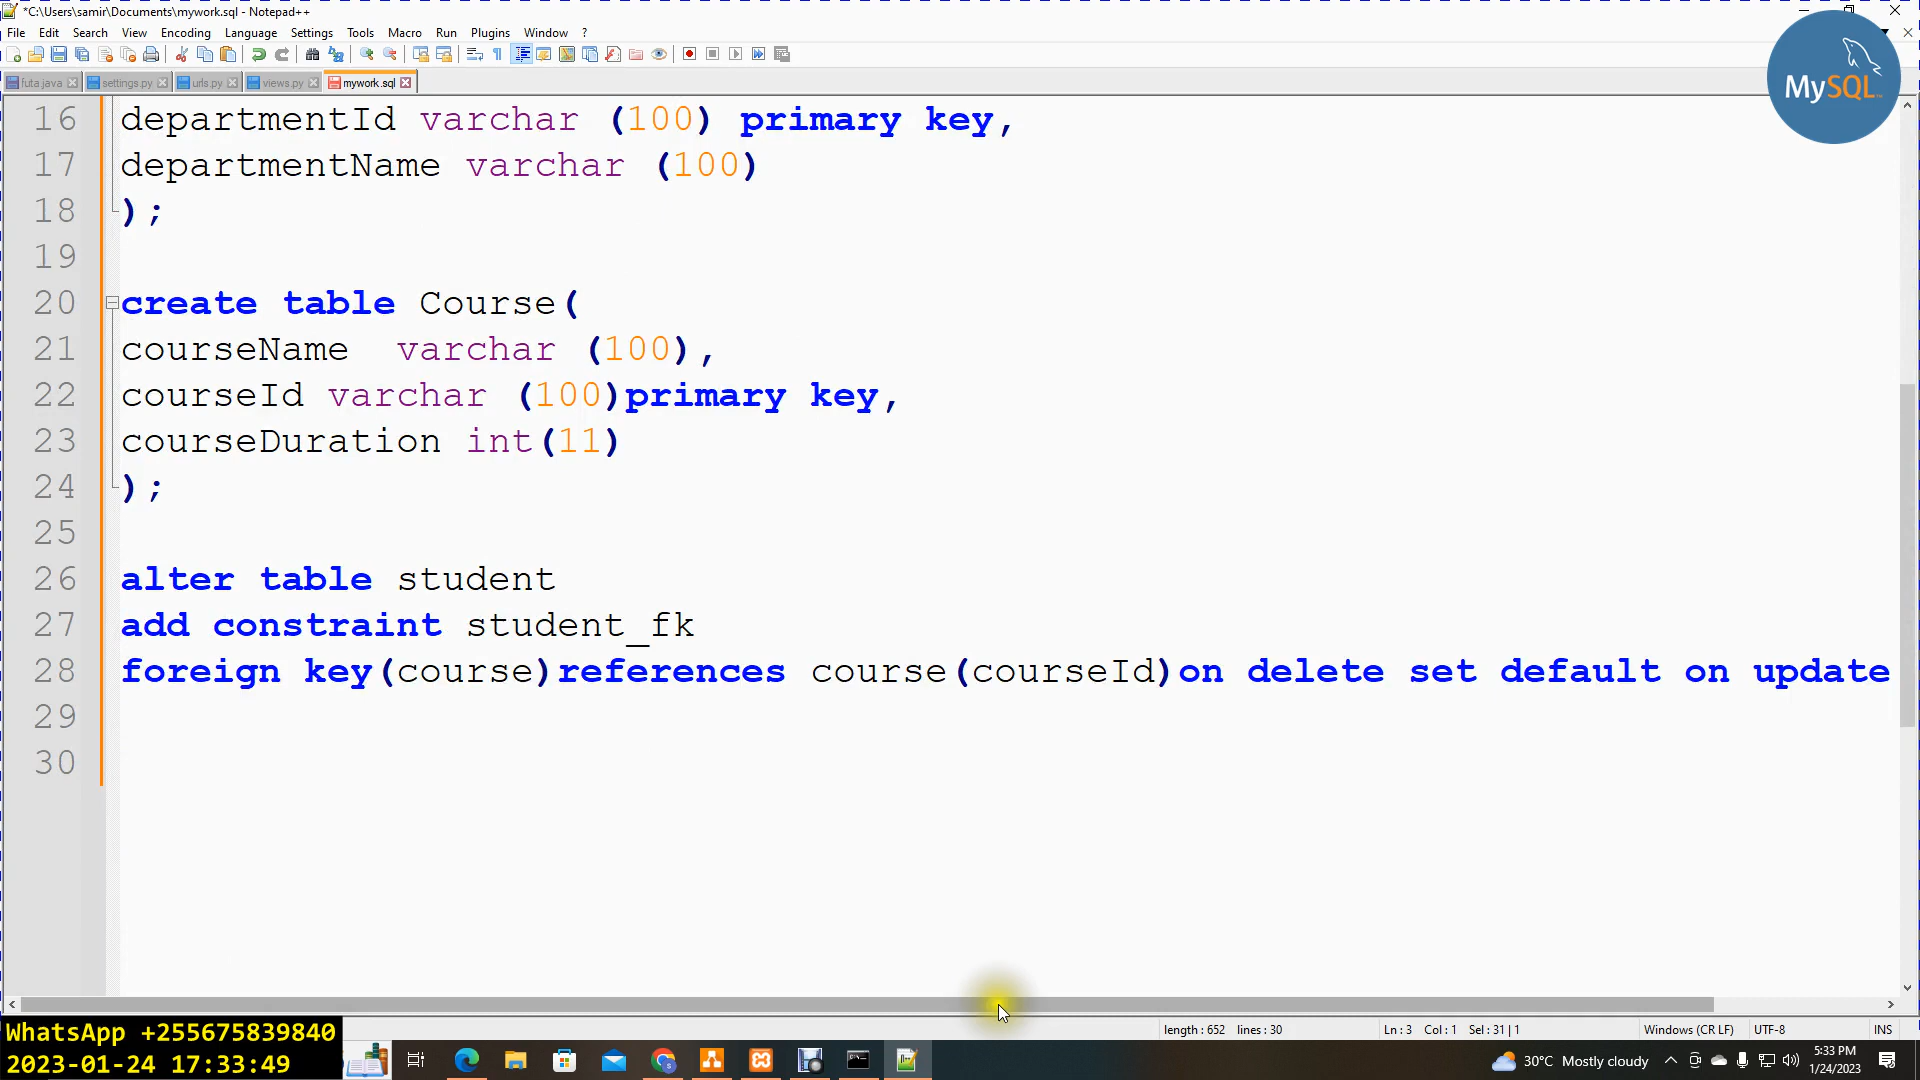 *C:\Users\samir\Documents\mywork.sql - Notepad++
File Edit Search View Encoding Language Settings Tools Macro Run Plugins Window ?
futa.java settings.py urls.py views.py mywork.sql
MySQL
16 departmentId varchar (100) primary key,
17 departmentName varchar (100)
18 );
19
20 create table Course(
21 courseName  varchar (100),
22 courseId varchar (100)primary key,
23 courseDuration int(11)
24 );
25
26 alter table student
27 add constraint student_fk
28 foreign key(course)references course(courseId)on delete set default on update
29
30
length : 652 lines : 30 Ln : 3 Col : 1 Sel : 31 | 1 Windows (CR LF) UTF-8 INS
WhatsApp +255675839840
2023-01-24 17:33:49
30°C Mostly cloudy
5:33 PM
1/24/2023